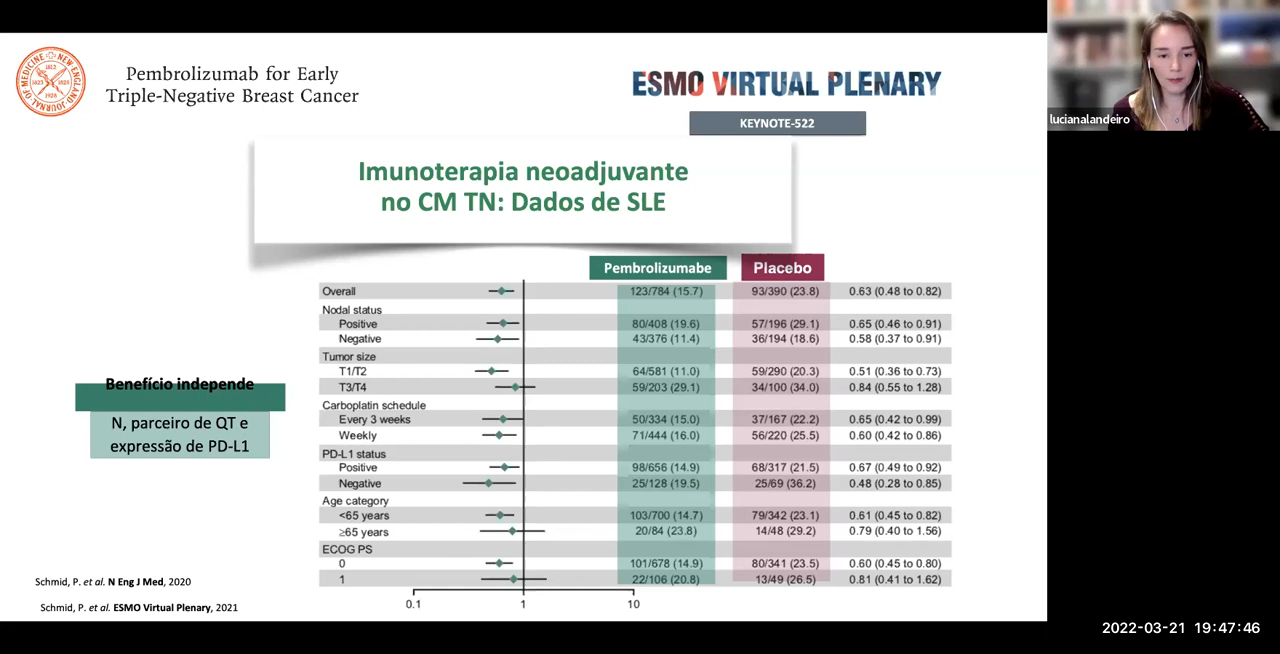 Pembrolizumab for Early
Triple-Negative Breast Cancer
ESMO VIRTUAL PLENARY
KEYNOTE-522
lucianalandeiro
Imunoterapia neoadjuvante
no CM TN: Dados de SLE
Pembrolizumabe Placebo
Overall 123/784 (15.7) 93/390 (23.8) 0.63 (0.48 to 0.82)
Nodal status
Positive 80/408 (19.6) 57/196 (29.1) 0.65 (0.46 to 0.91)
Negative 43/376 (11.4) 36/194 (18.6) 0.58 (0.37 to 0.91)
Tumor size
T1/T2 64/581 (11.0) 59/290 (20.3) 0.51 (0.36 to 0.73)
T3/T4 59/203 (29.1) 34/100 (34.0) 0.84 (0.55 to 1.28)
Carboplatin schedule
Every 3 weeks 50/334 (15.0) 37/167 (22.2) 0.65 (0.42 to 0.99)
Weekly 71/444 (16.0) 56/220 (25.5) 0.60 (0.42 to 0.86)
PD-L1 status
Positive 98/656 (14.9) 68/317 (21.5) 0.67 (0.49 to 0.92)
Negative 25/128 (19.5) 25/69 (36.2) 0.48 (0.28 to 0.85)
Age category
<65 years 103/700 (14.7) 79/342 (23.1) 0.61 (0.45 to 0.82)
≥65 years 20/84 (23.8) 14/48 (29.2) 0.79 (0.40 to 1.56)
ECOG PS
0 101/678 (14.9) 80/341 (23.5) 0.60 (0.45 to 0.80)
1 22/106 (20.8) 13/49 (26.5) 0.81 (0.41 to 1.62)
0.1 1 10
Benefício independe
N, parceiro de QT e
expressão de PD-L1
Schmid, P. et al. N Eng J Med, 2020
Schmid, P. et al. ESMO Virtual Plenary, 2021
2022-03-21 19:47:46